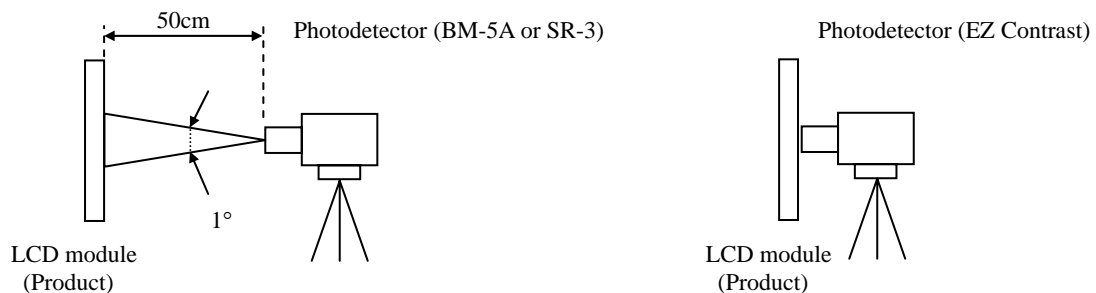 50cm
Photodetector (BM-5A or SR-3)
1°
LCD module
(Product)
Photodetector (EZ Contrast)
LCD module
(Product)